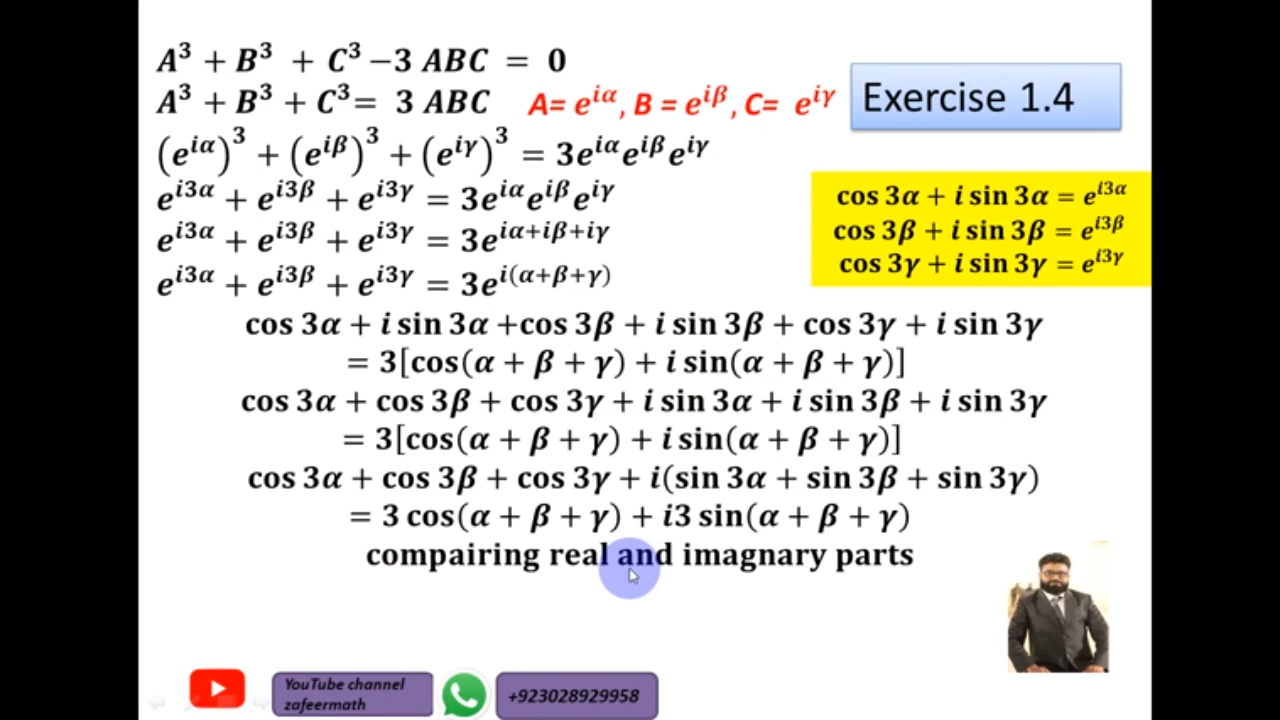 A³ + B³ + C³ −3 ABC = 0
A³ + B³ + C³= 3 ABC A= e^{iα}, B = e^{iβ}, C= e^{iγ}
Exercise 1.4
(e^{iα})³ + (e^{iβ})³ + (e^{iγ})³ = 3e^{iα}e^{iβ}e^{iγ}
e^{i3α} + e^{i3β} + e^{i3γ} = 3e^{iα}e^{iβ}e^{iγ}
e^{i3α} + e^{i3β} + e^{i3γ} = 3e^{iα+iβ+iγ}
e^{i3α} + e^{i3β} + e^{i3γ} = 3e^{i(α+β+γ)}
cos 3α + i sin 3α = e^{i3α}
cos 3β + i sin 3β = e^{i3β}
cos 3γ + i sin 3γ = e^{i3γ}
cos 3α + i sin 3α +cos 3β + i sin 3β + cos 3γ + i sin 3γ
= 3[cos(α + β + γ) + i sin(α + β + γ)]
cos 3α + cos 3β + cos 3γ + i sin 3α + i sin 3β + i sin 3γ
= 3[cos(α + β + γ) + i sin(α + β + γ)]
cos 3α + cos 3β + cos 3γ + i(sin 3α + sin 3β + sin 3γ)
= 3 cos(α + β + γ) + i3 sin(α + β + γ)
compairing real and imagnary parts
YouTube channel
zafeermath
+923028929958